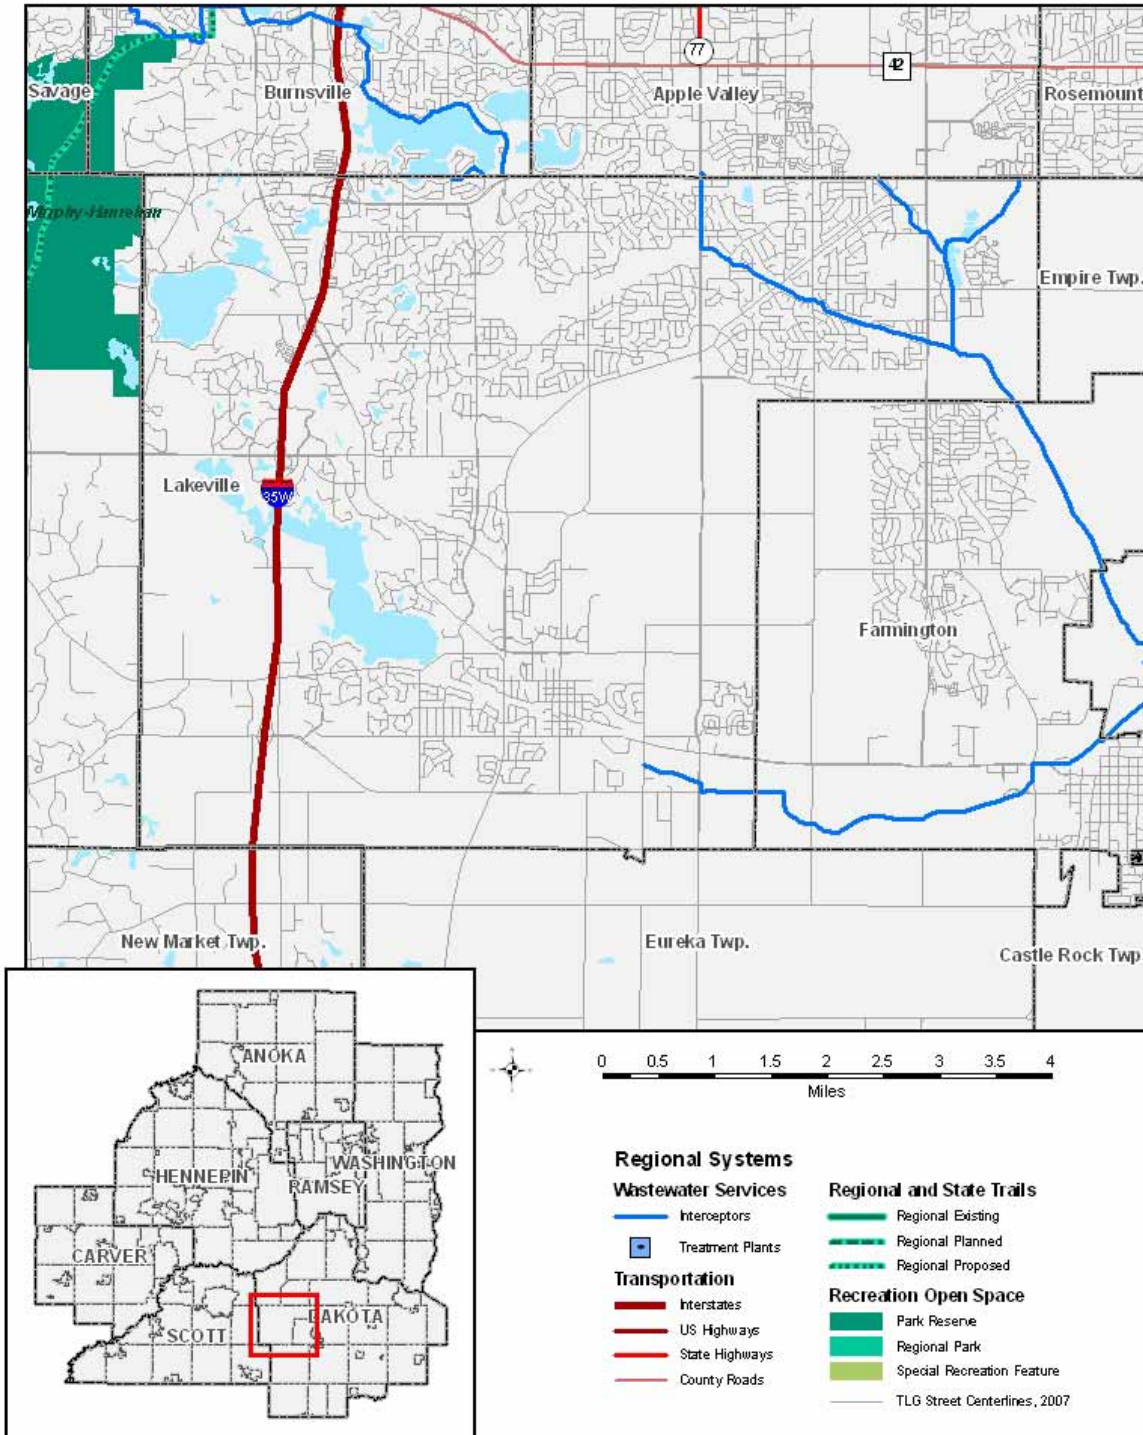 77
42
Savage
Burnsville
Apple Valley
Rosemount
Murphy-Hanrehan
Empire Twp.
Lakeville
35W
Farmington
New Market Twp.
Eureka Twp.
Castle Rock Twp
ANOKA
WASHINGTON
HENNEPIN
RAMSEY
CARVER
DAKOTA
SCOTT
0 0.5 1 1.5 2 2.5 3 3.5 4
Miles
Regional Systems
Wastewater Services
Interceptors
Treatment Plants
Transportation
Interstates
US Highways
State Highways
County Roads
Regional and State Trails
Regional Existing
Regional Planned
Regional Proposed
Recreation Open Space
Park Reserve
Regional Park
Special Recreation Feature
TLG Street Centerlines, 2007